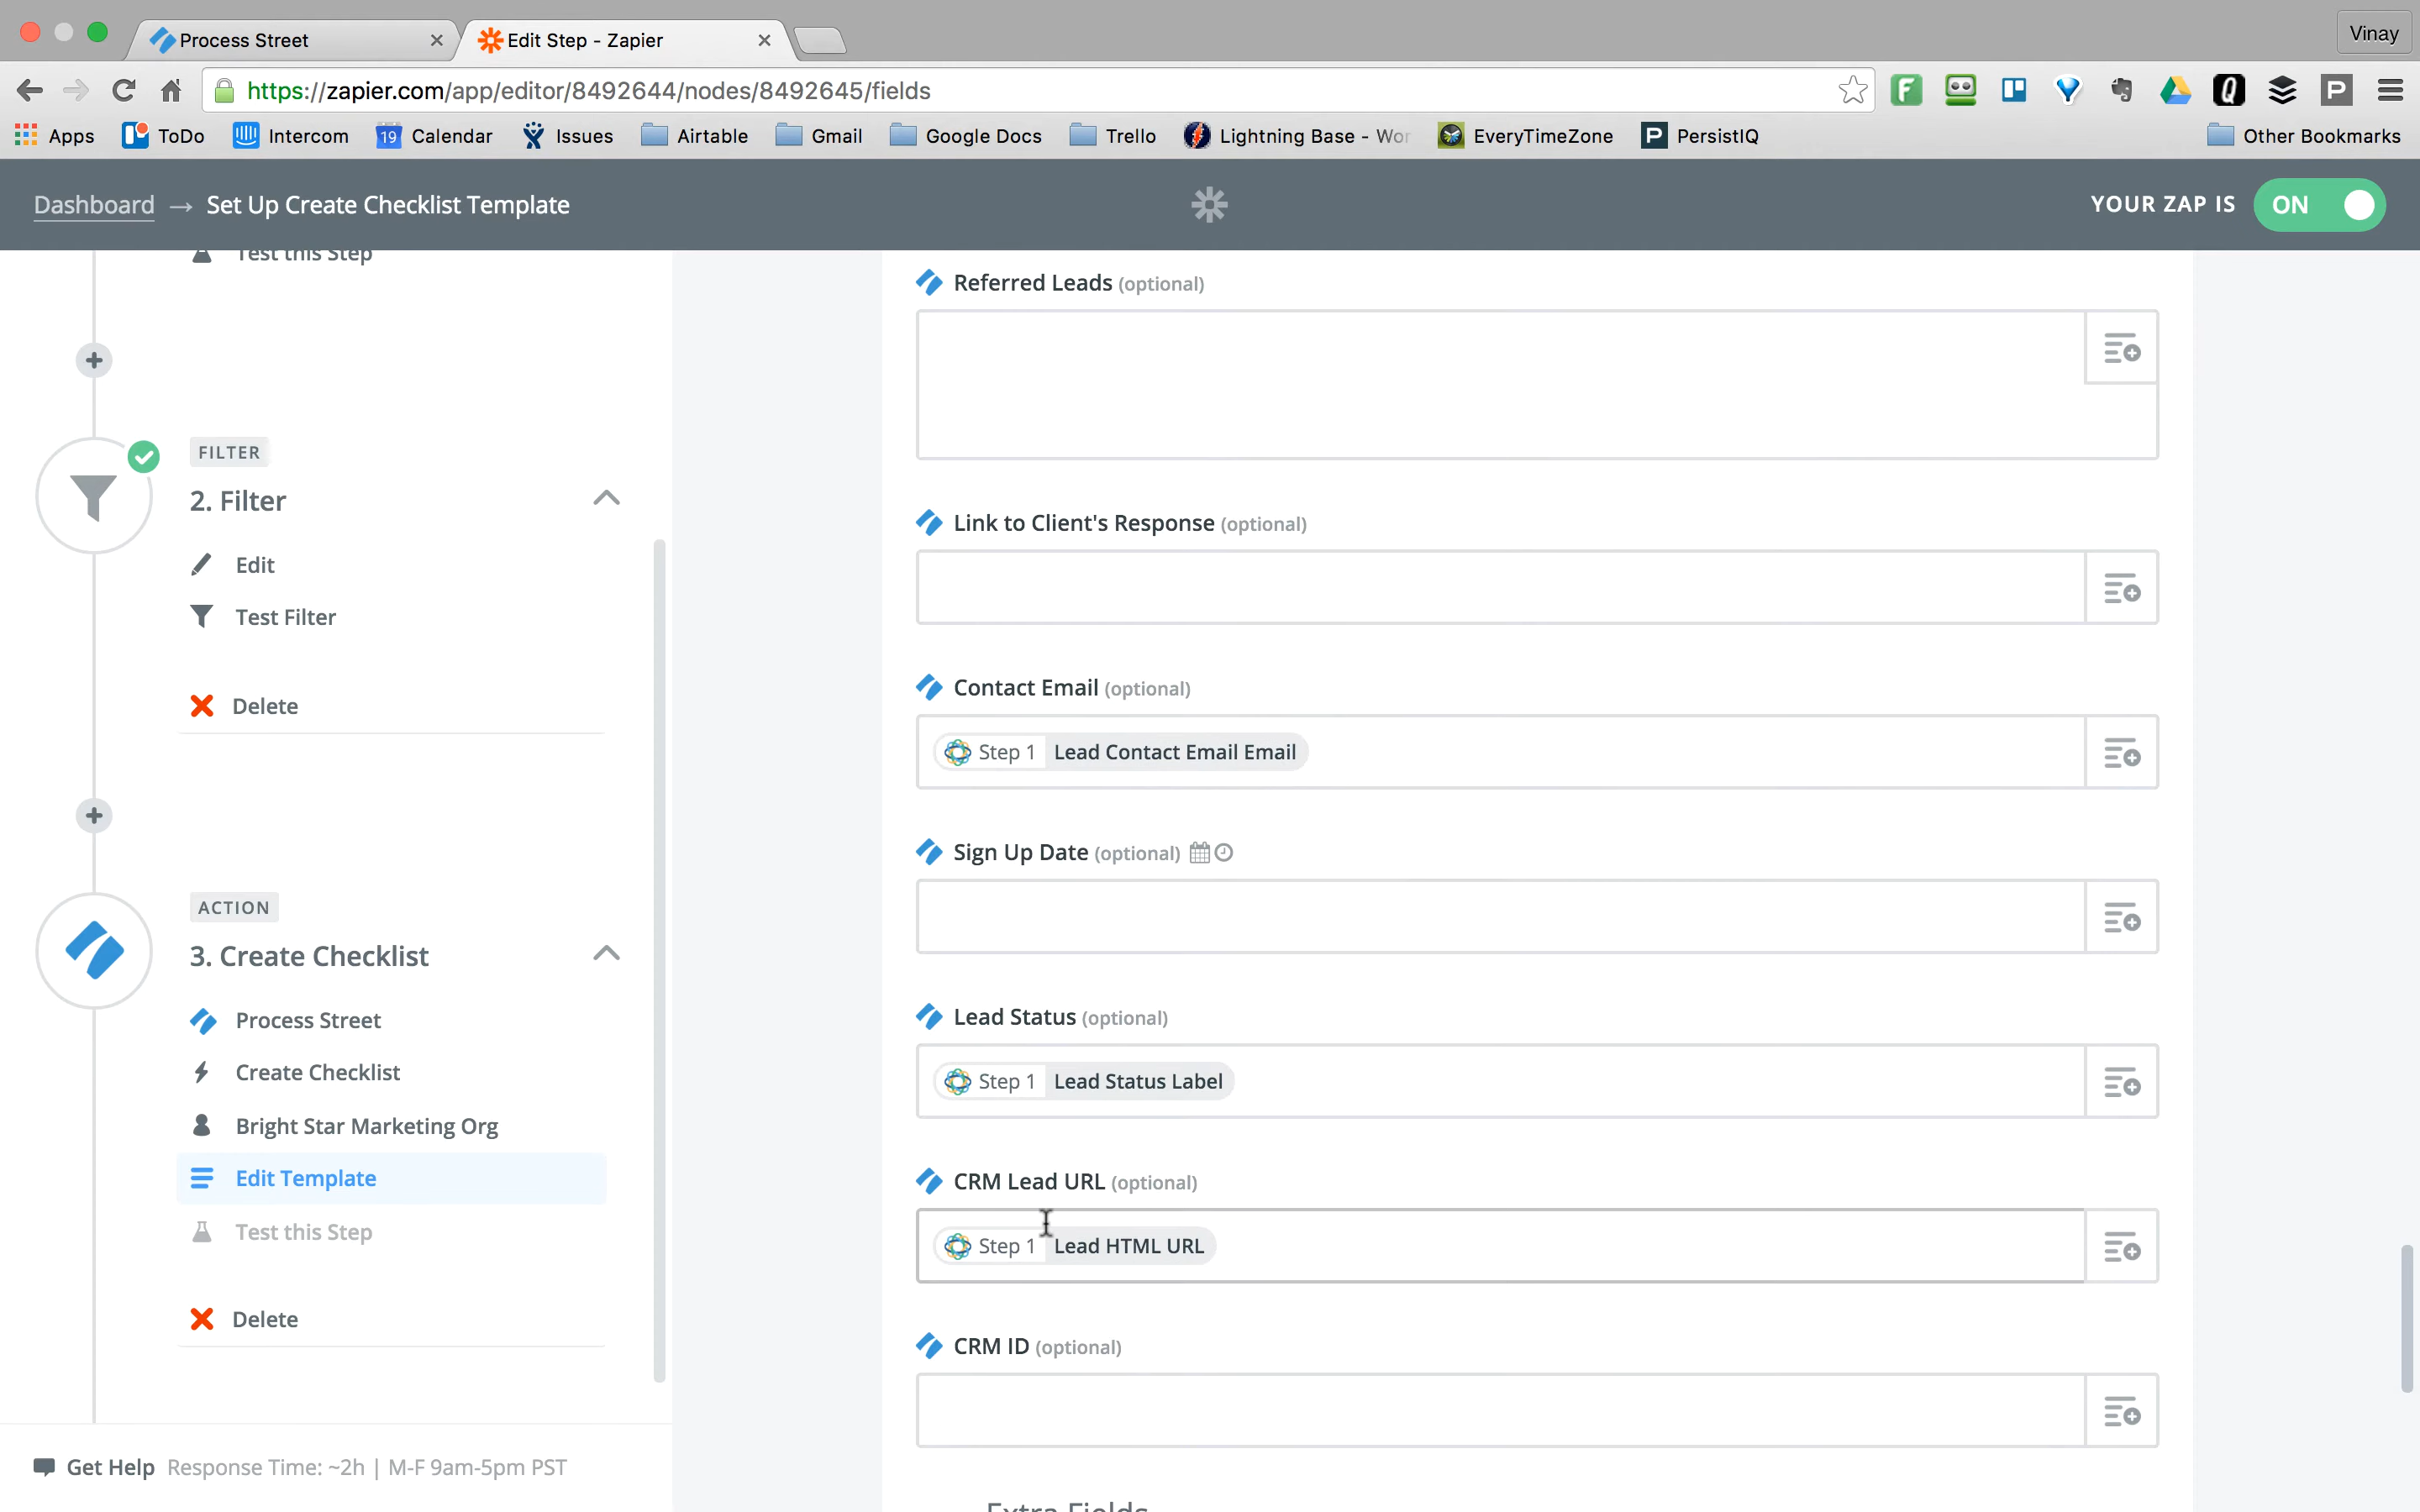 Process Street
Edit Step - Zapier
Vinay
https://zapier.com/app/editor/8492644/nodes/8492645/fields
Apps
ToDo
Intercom
19 Calendar
Issues
Airtable
Gmail
Google Docs
Trello
Lightning Base - Wor
EveryTimeZone
PersistIQ
Other Bookmarks
Dashboard → Set Up Create Checklist Template
YOUR ZAP IS ON
Test this Step
FILTER
2. Filter
Edit
Test Filter
Delete
ACTION
3. Create Checklist
Process Street
Create Checklist
Bright Star Marketing Org
Edit Template
Test this Step
Delete
Get Help Response Time: ~2h | M-F 9am-5pm PST
Referred Leads (optional)
Link to Client's Response (optional)
Contact Email (optional)
Step 1 Lead Contact Email Email
Sign Up Date (optional)
Lead Status (optional)
Step 1 Lead Status Label
CRM Lead URL (optional)
Step 1 Lead HTML URL
CRM ID (optional)
Extra Fields